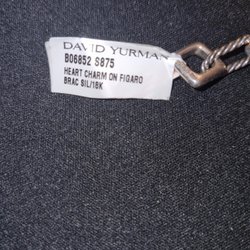 DAVID YURMAN
B06852 S875
HEART CHARM ON FIGARO
BRAC SIL/18K